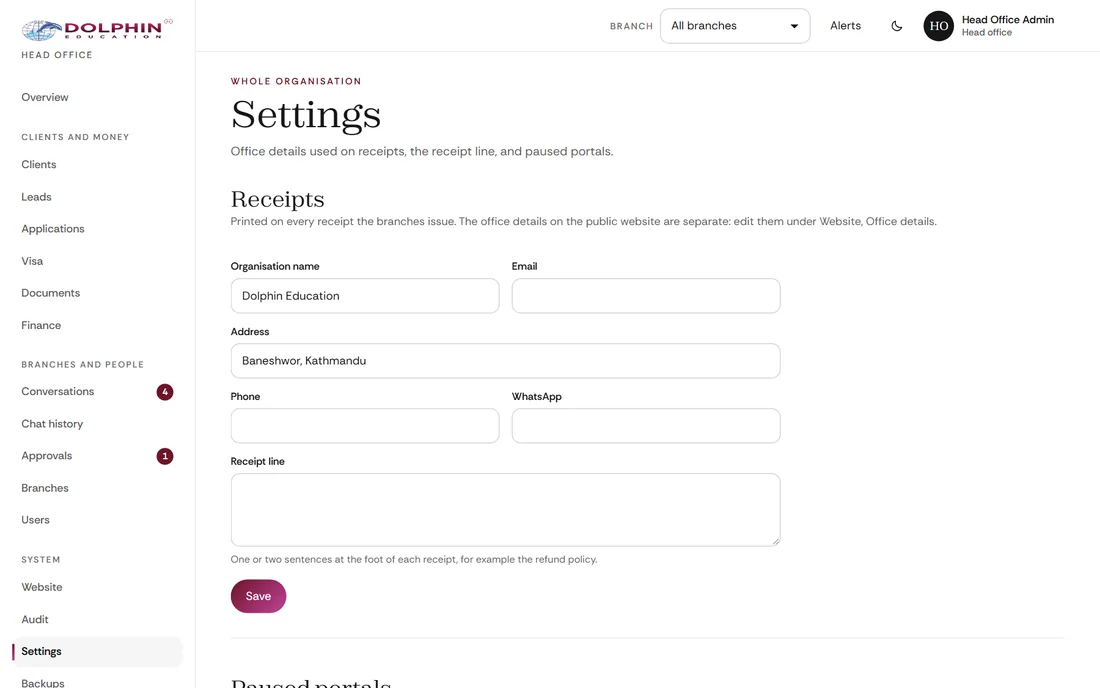 DOLPHIN
EDUCATION
HEAD OFFICE
Overview
CLIENTS AND MONEY
Clients
Leads
Applications
Visa
Documents
Finance
BRANCHES AND PEOPLE
Conversations 4
Chat history
Approvals 1
Branches
Users
SYSTEM
Website
Audit
Settings
Backups
BRANCH All branches Alerts HO Head Office Admin
Head office
WHOLE ORGANISATION
Settings
Office details used on receipts, the receipt line, and paused portals.
Receipts
Printed on every receipt the branches issue. The office details on the public website are separate: edit them under Website, Office details.
Organisation name Email
Dolphin Education
Address
Baneshwor, Kathmandu
Phone WhatsApp
Receipt line
One or two sentences at the foot of each receipt, for example the refund policy.
Save
Paused portals